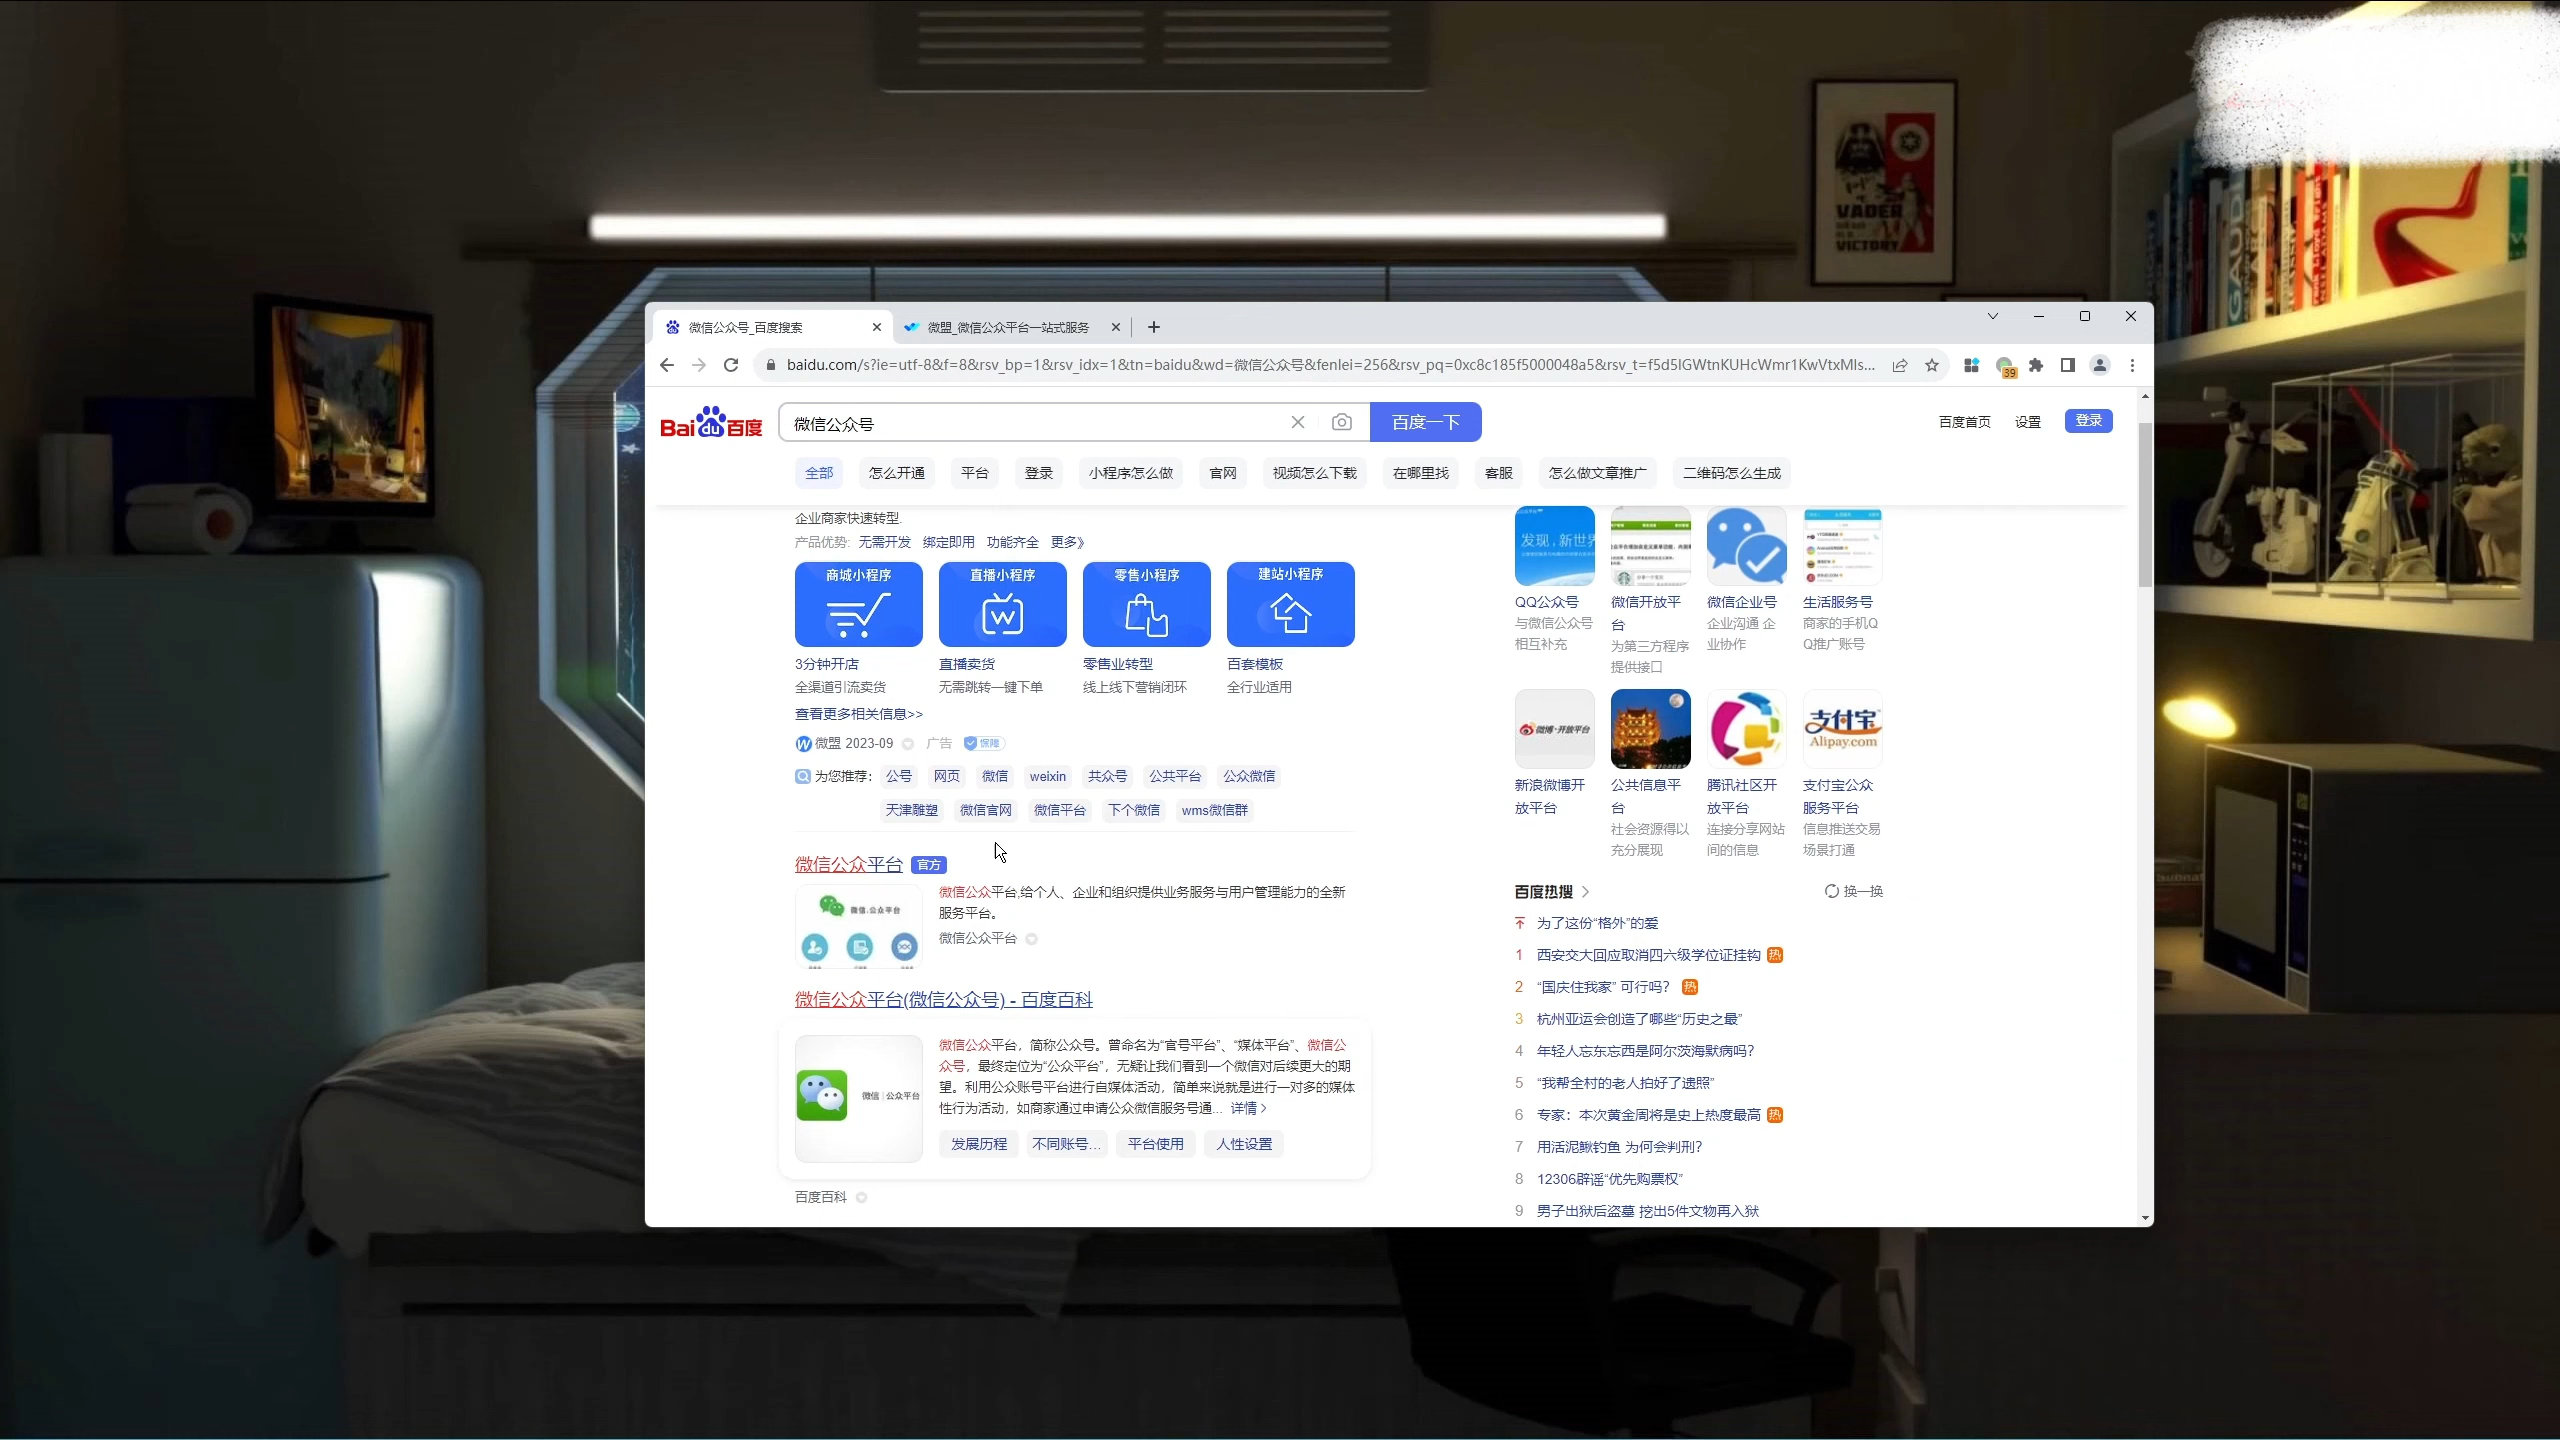 VADER
VICTORY
GAUDI
微信公众号_百度搜索
微盟_微信公众平台一站式服务
baidu.com/s?ie=utf-8&f=8&rsv_bp=1&rsv_idx=1&tn=baidu&wd=微信公众号&fenlei=256&rsv_pq=0xc8c185f5000048a5&rsv_t=f5d5lGWtnKUHcWmr1KwVtxMls...
39
Bai du 百度
微信公众号
百度一下
百度首页 设置 登录
全部 怎么开通 平台 登录 小程序怎么做 官网 视频怎么下载 在哪里找 客服 怎么做文章推广 二维码怎么生成
企业商家快速转型.
产品优势: 无需开发 绑定即用 功能齐全 更多》
商城小程序 直播小程序 零售小程序 建站小程序
3分钟开店 直播卖货 零售业转型 百套模板
全渠道引流卖货 无需跳转一键下单 线上线下营销闭环 全行业适用
查看更多相关信息>>
微盟 2023-09 广告 保障
为您推荐: 公号 网页 微信 weixin 共众号 公共平台 公众微信
天津雕塑 微信官网 微信平台 下个微信 wms微信群
微信公众平台 官方
微信公众平台
微信公众平台,给个人、企业和组织提供业务服务与用户管理能力的全新
服务平台。
微信公众平台
微信公众平台(微信公众号) - 百度百科
微信公众平台，简称公众号。曾命名为“官号平台”、“媒体平台”、微信公
众号，最终定位为“公众平台”，无疑让我们看到一个微信对后续更大的期
望。利用公众账号平台进行自媒体活动，简单来说就是进行一对多的媒体
性行为活动，如商家通过申请公众微信服务号通... 详情>
微信 | 公众平台
发展历程 不同账号... 平台使用 人性设置
百度百科
发现，新世界
QQ公众号 微信开放平台 微信企业号 生活服务号
与微信公众号
相互补充
为第三方程序
提供接口
企业沟通 企
业协作
商家的手机Q
Q推广账号
微博·开放平台
支付宝
Alipay.com
新浪微博开
放平台
公共信息平
台
社会资源得以
充分展现
腾讯社区开
放平台
连接分享网站
间的信息
支付宝公众
服务平台
信息推送交易
场景打通
百度热搜 > 换一换
为了这份“格外”的爱
1 西安交大回应取消四六级学位证挂钩 热
2 “国庆住我家” 可行吗？ 热
3 杭州亚运会创造了哪些“历史之最”
4 年轻人忘东忘西是阿尔茨海默病吗？
5 “我帮全村的老人拍好了遗照”
6 专家：本次黄金周将是史上热度最高 热
7 用活泥鳅钓鱼 为何会判刑？
8 12306辟谣“优先购票权”
9 男子出狱后盗墓 挖出5件文物再入狱